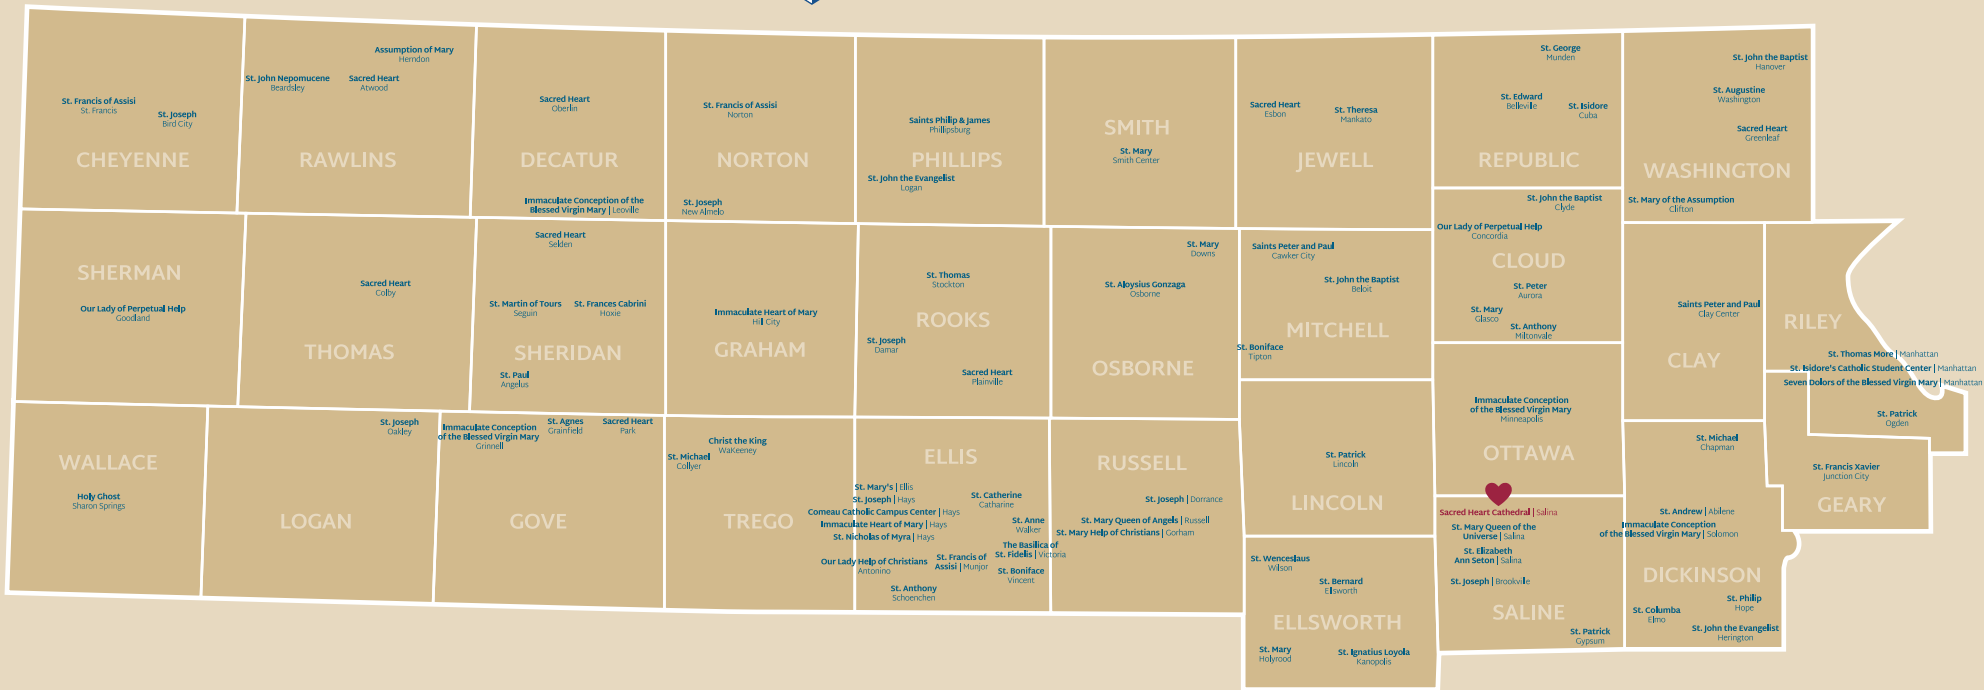 St. Francis of Assisi
St. Francis
St. Joseph
Bird City
CHEYENNE
Assumption of Mary
Herndon
St. John Nepomucene
Beardsley
Sacred Heart
Atwood
RAWLINS
Sacred Heart
Oberlin
DECATUR
Immaculate Conception of the
Blessed Virgin Mary | Leoville
St. Francis of Assisi
Norton
NORTON
St. Joseph
New Almelo
Saints Philip & James
Phillipsburg
PHILLIPS
St. John the Evangelist
Logan
SMITH
St. Mary
Smith Center
Sacred Heart
Esbon
St. Theresa
Mankato
JEWELL
St. George
Munden
St. Edward
Belleville
St. Isidore
Cuba
REPUBLIC
St. John the Baptist
Hanover
St. Augustine
Washington
Sacred Heart
Greenleaf
WASHINGTON
St. Mary of the Assumption
Clifton
SHERMAN
Our Lady of Perpetual Help
Goodland
Sacred Heart
Colby
THOMAS
Sacred Heart
Selden
St. Martin of Tours
Seguin
St. Frances Cabrini
Hoxie
SHERIDAN
St. Paul
Angelus
Immaculate Heart of Mary
Hill City
GRAHAM
St. Thomas
Stockton
ROOKS
St. Joseph
Damar
Sacred Heart
Plainville
St. Mary
Downs
St. Aloysius Gonzaga
Osborne
OSBORNE
Saints Peter and Paul
Cawker City
St. John the Baptist
Beloit
MITCHELL
St. Boniface
Tipton
St. John the Baptist
Clyde
Our Lady of Perpetual Help
Concordia
CLOUD
St. Peter
Aurora
St. Mary
Glasco
St. Anthony
Miltonvale
Saints Peter and Paul
Clay Center
CLAY
RILEY
St. Thomas More | Manhattan
St. Isidore's Catholic Student Center | Manhattan
Seven Dolors of the Blessed Virgin Mary | Manhattan
St. Patrick
Ogden
WALLACE
Holy Ghost
Sharon Springs
St. Joseph
Oakley
LOGAN
Immaculate Conception
of the Blessed Virgin Mary
Grinnell
St. Agnes
Grainfield
Sacred Heart
Park
GOVE
Christ the King
WaKeeney
St. Michael
Collyer
TREGO
ELLIS
St. Mary's | Ellis
St. Joseph | Hays
Comeau Catholic Campus Center | Hays
Immaculate Heart of Mary | Hays
St. Nicholas of Myra | Hays
St. Catherine
Catharine
St. Anne
Walker
The Basilica of
St. Fidelis | Victoria
Our Lady Help of Christians
Antonino
St. Francis of
Assisi | Munjor
St. Boniface
Vincent
St. Anthony
Schoenchen
RUSSELL
St. Joseph | Dorrance
St. Mary Queen of Angels | Russell
St. Mary Help of Christians | Gorham
St. Patrick
Lincoln
LINCOLN
Immaculate Conception
of the Blessed Virgin Mary
Minneapolis
OTTAWA
St. Wenceslaus
Wilson
St. Bernard
Ellsworth
ELLSWORTH
St. Mary
Holyrood
St. Ignatius Loyola
Kanopolis
Sacred Heart Cathedral | Salina
St. Mary Queen of the
Universe | Salina
St. Elizabeth
Ann Seton | Salina
St. Joseph | Brookville
SALINE
St. Patrick
Gypsum
St. Michael
Chapman
St. Andrew | Abilene
Immaculate Conception
of the Blessed Virgin Mary | Solomon
DICKINSON
St. Philip
Hope
St. Columba
Elmo
St. John the Evangelist
Herington
St. Francis Xavier
Junction City
GEARY